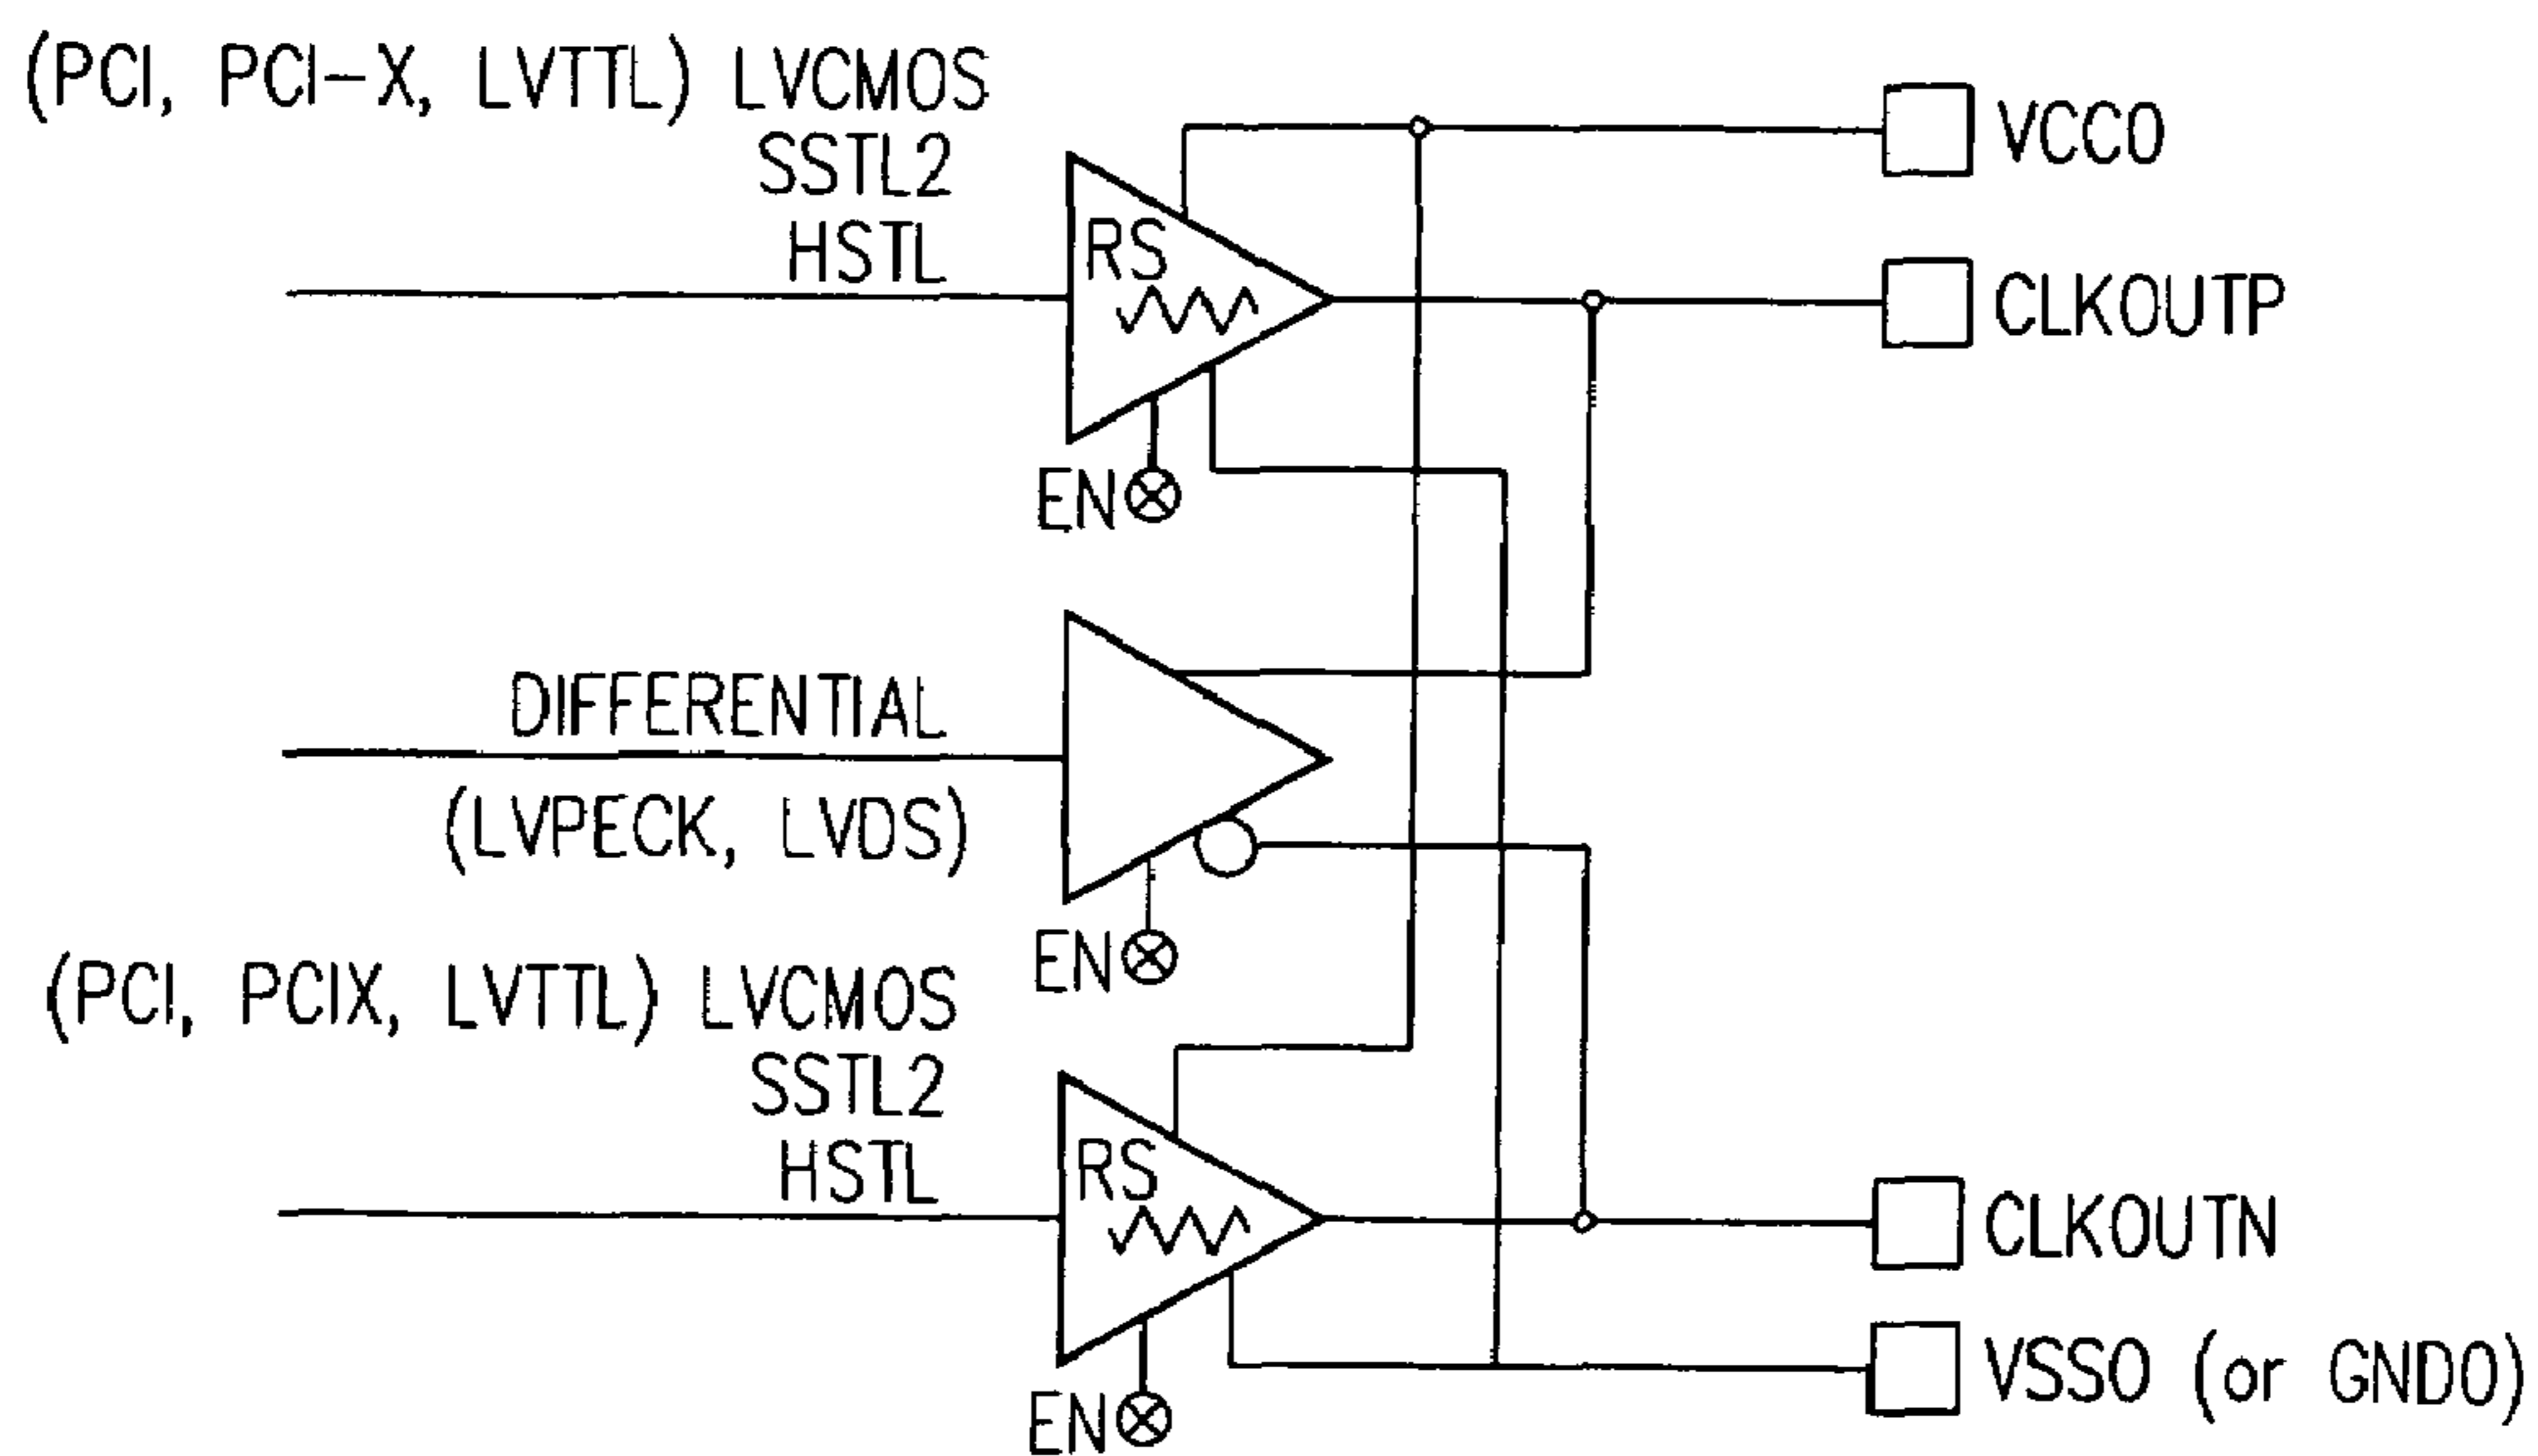 (PCI, PCI-X, LVTTL) LVCMOS
SSTL2
HSTL
RS
EN
VCCO
CLKOUTP
DIFFERENTIAL
(LVPECK, LVDS)
EN
(PCI, PCIX, LVTTL) LVCMOS
SSTL2
HSTL
RS
EN
CLKOUTN
VSSO (or GNDO)